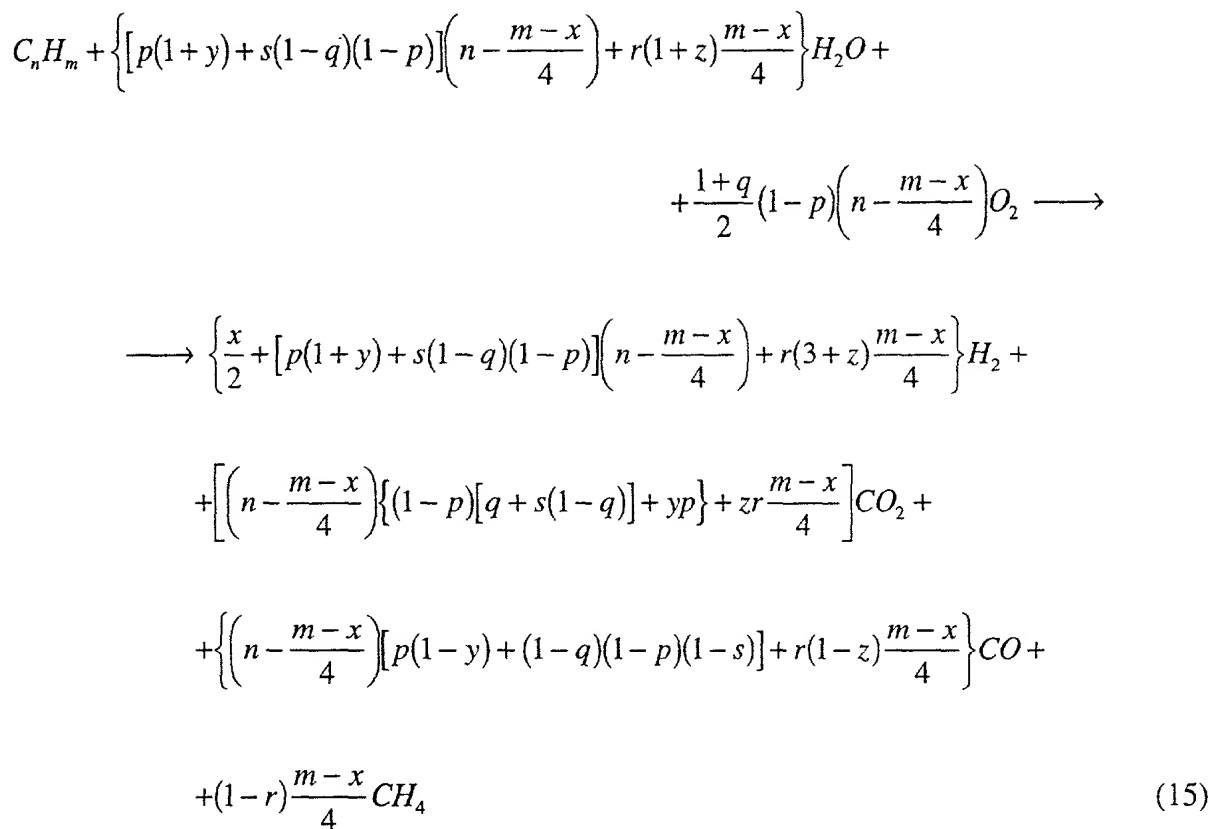 C_nH_m + {[p(1+y)+s(1-q)(1-p)](n - (m-x)/4) + r(1+z)(m-x)/4}H_2O +
+ (1+q)/2 (1-p)(n - (m-x)/4)O_2 ⟶
⟶ {x/2 + [p(1+y)+s(1-q)(1-p)](n - (m-x)/4) + r(3+z)(m-x)/4}H_2 +
+[(n - (m-x)/4){(1-p)[q+s(1-q)]+yp} + zr (m-x)/4]CO_2 +
+{(n - (m-x)/4)[p(1-y)+(1-q)(1-p)(1-s)] + r(1-z)(m-x)/4}CO +
+(1-r)(m-x)/4 CH_4 (15)